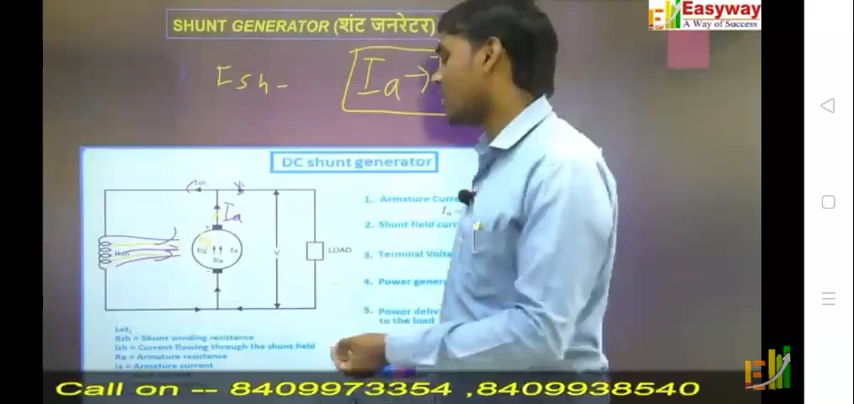 SHUNT GENERATOR (शंट जनरेटर)
Easyway
A Way of Success
Ish -
Ia →
DC shunt generator
Ish
Ia
Rsh
Eg
Ia
Ra
V
LOAD
1. Armature Curre
Ia
2. Shunt field curr
3. Terminal Volta
4. Power gener
5. Power deliv
to the load
Let,
Rsh = Shunt winding resistance
Ish = Current flowing through the shunt field
Ra = Armature resistance
Ia = Armature current
Call on -- 8409973354 ,8409938540